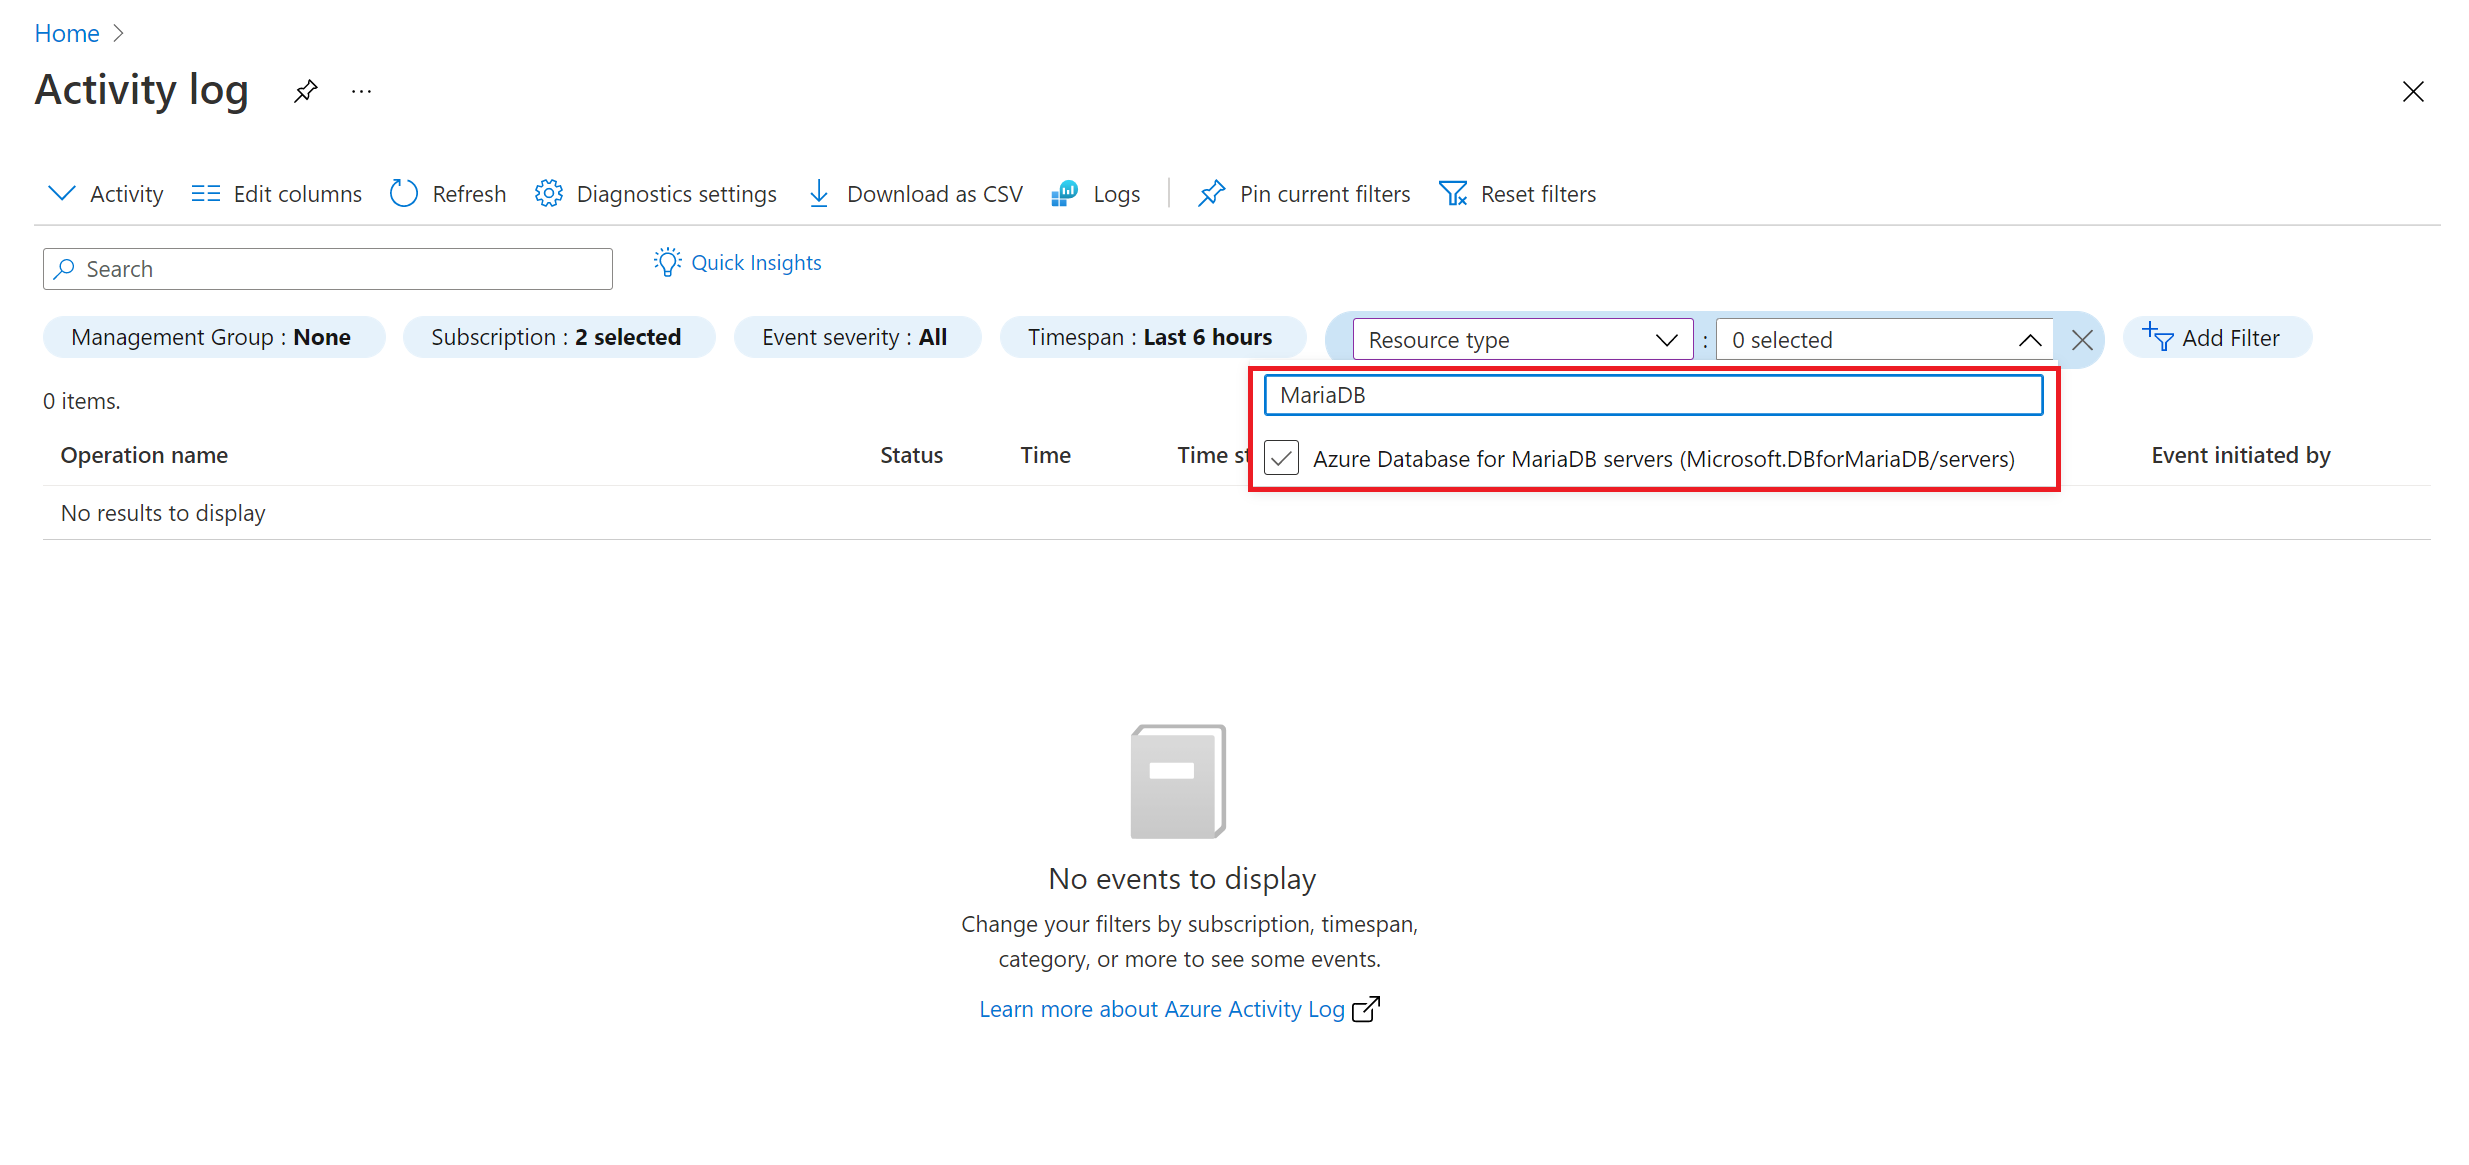 Home
Activity log
Activity Edit columns Refresh Diagnostics settings Download as CSV Logs Pin current filters Reset filters
Search Quick Insights
Management Group : None Subscription : 2 selected Event severity : All Timespan : Last 6 hours Resource type : 0 selected Add Filter
MariaDB
0 items.
Azure Database for MariaDB servers (Microsoft.DBforMariaDB/servers)
Operation name Status Time Time st Event initiated by
No results to display
No events to display
Change your filters by subscription, timespan,
category, or more to see some events.
Learn more about Azure Activity Log